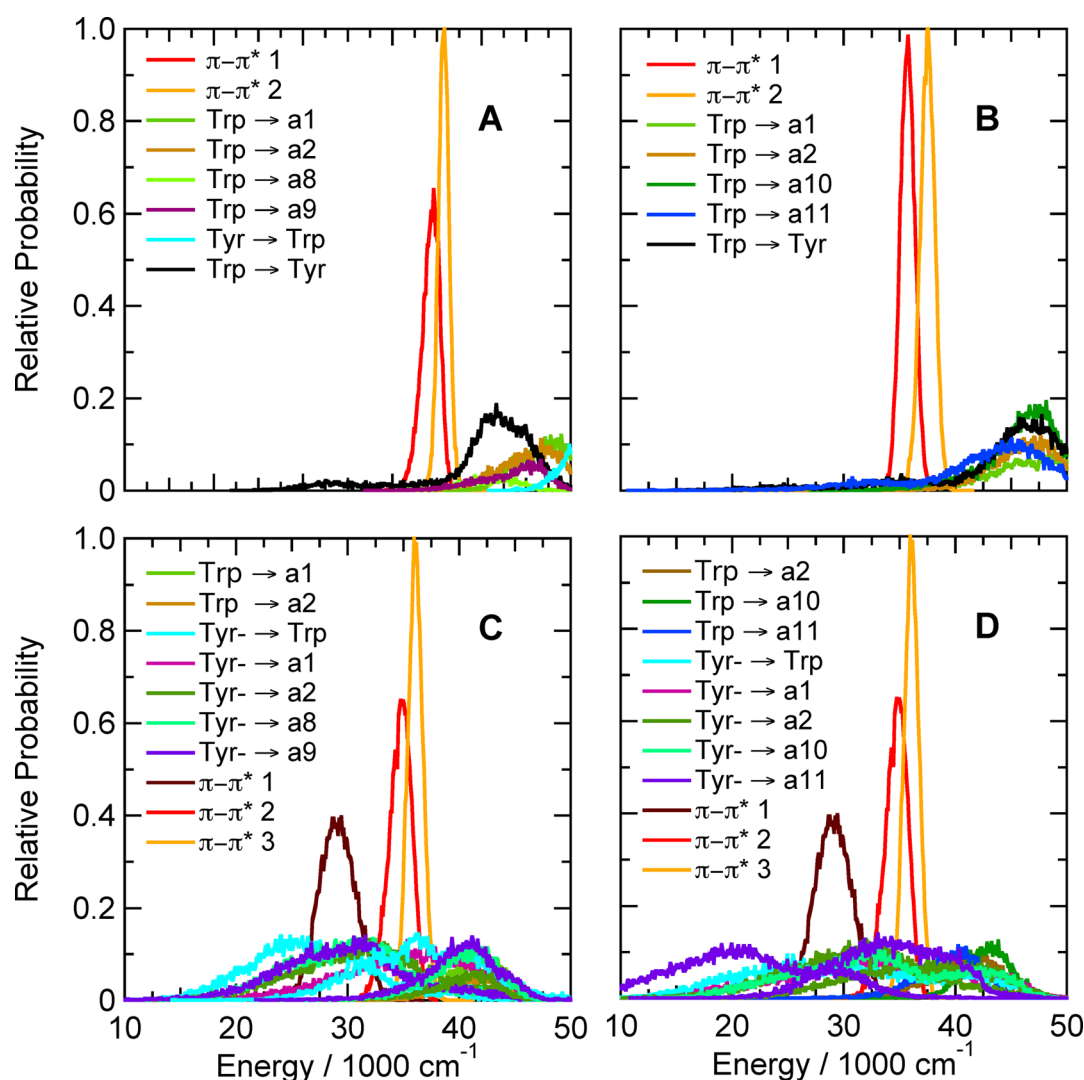 Relative Probability
1.0
0.8
0.6
0.4
0.2
0
π–π* 1
π–π* 2
Trp → a1
Trp → a2
Trp → a8
Trp → a9
Tyr → Trp
Trp → Tyr
A
π–π* 1
π–π* 2
Trp → a1
Trp → a2
Trp → a10
Trp → a11
Trp → Tyr
B
Relative Probability
1.0
0.8
0.6
0.4
0.2
0
Trp → a1
Trp → a2
Tyr- → Trp
Tyr- → a1
Tyr- → a2
Tyr- → a8
Tyr- → a9
π–π* 1
π–π* 2
π–π* 3
C
10 30 50
Energy / 1000 cm⁻¹
Trp → a2
Trp → a10
Trp → a11
Tyr- → Trp
Tyr- → a1
Tyr- → a2
Tyr- → a10
Tyr- → a11
π–π* 1
π–π* 2
π–π* 3
D
10 30 50
Energy / 1000 cm⁻¹